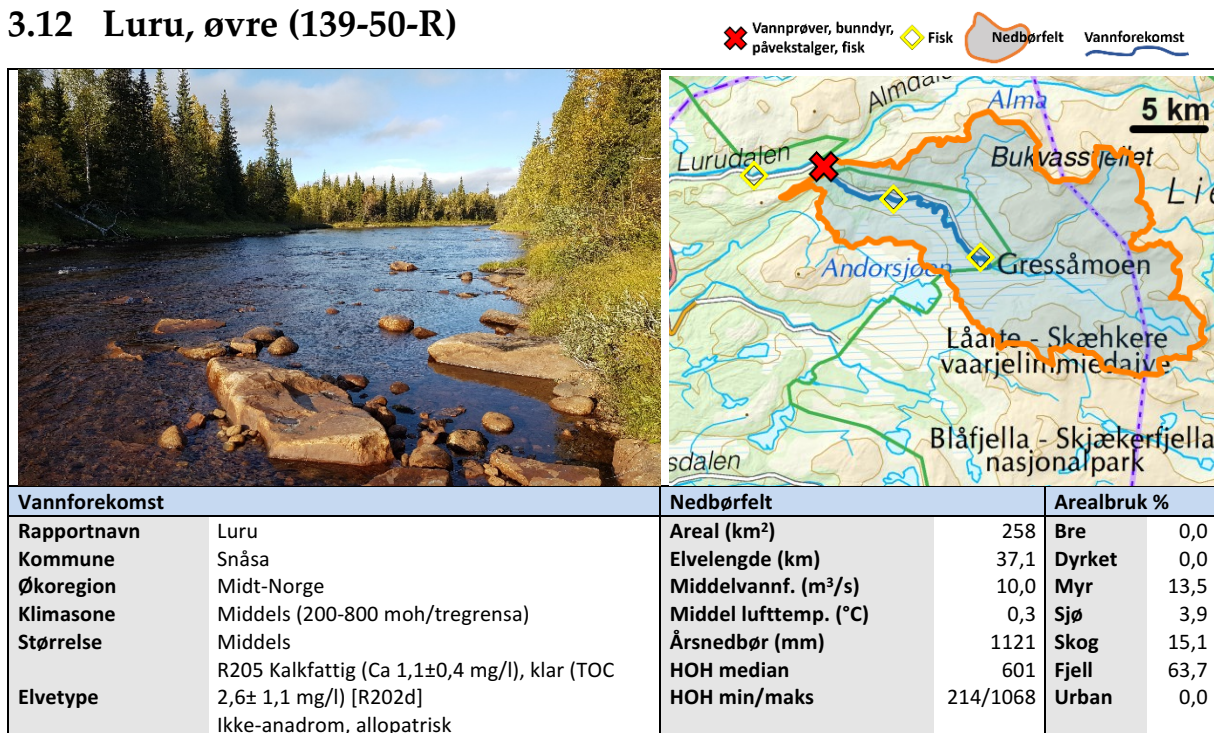 3.12 Luru, øvre (139-50-R)
Vannprøver, bunndyr,
påvekstalger, fisk
Fisk
Nedbørfelt
Vannforekomst
Almdale
Alma
5 km
Lurudalen
Bukvassfjellet
Lie
Andorsjøen
Gressåmoen
Låarte - Skæhkere
vaarjelimmiedajve
Blåfjella - Skjækerfjella
nasjonalpark
sdalen
Vannforekomst
Rapportnavn Luru
Kommune Snåsa
Økoregion Midt-Norge
Klimasone Middels (200-800 moh/tregrensa)
Størrelse Middels
Elvetype R205 Kalkfattig (Ca 1,1±0,4 mg/l), klar (TOC
2,6± 1,1 mg/l) [R202d]
Ikke-anadrom, allopatrisk
Nedbørfelt
Areal (km²) 258
Elvelengde (km) 37,1
Middelvannf. (m³/s) 10,0
Middel lufttemp. (°C) 0,3
Årsnedbør (mm) 1121
HOH median 601
HOH min/maks 214/1068
Arealbruk %
Bre 0,0
Dyrket 0,0
Myr 13,5
Sjø 3,9
Skog 15,1
Fjell 63,7
Urban 0,0